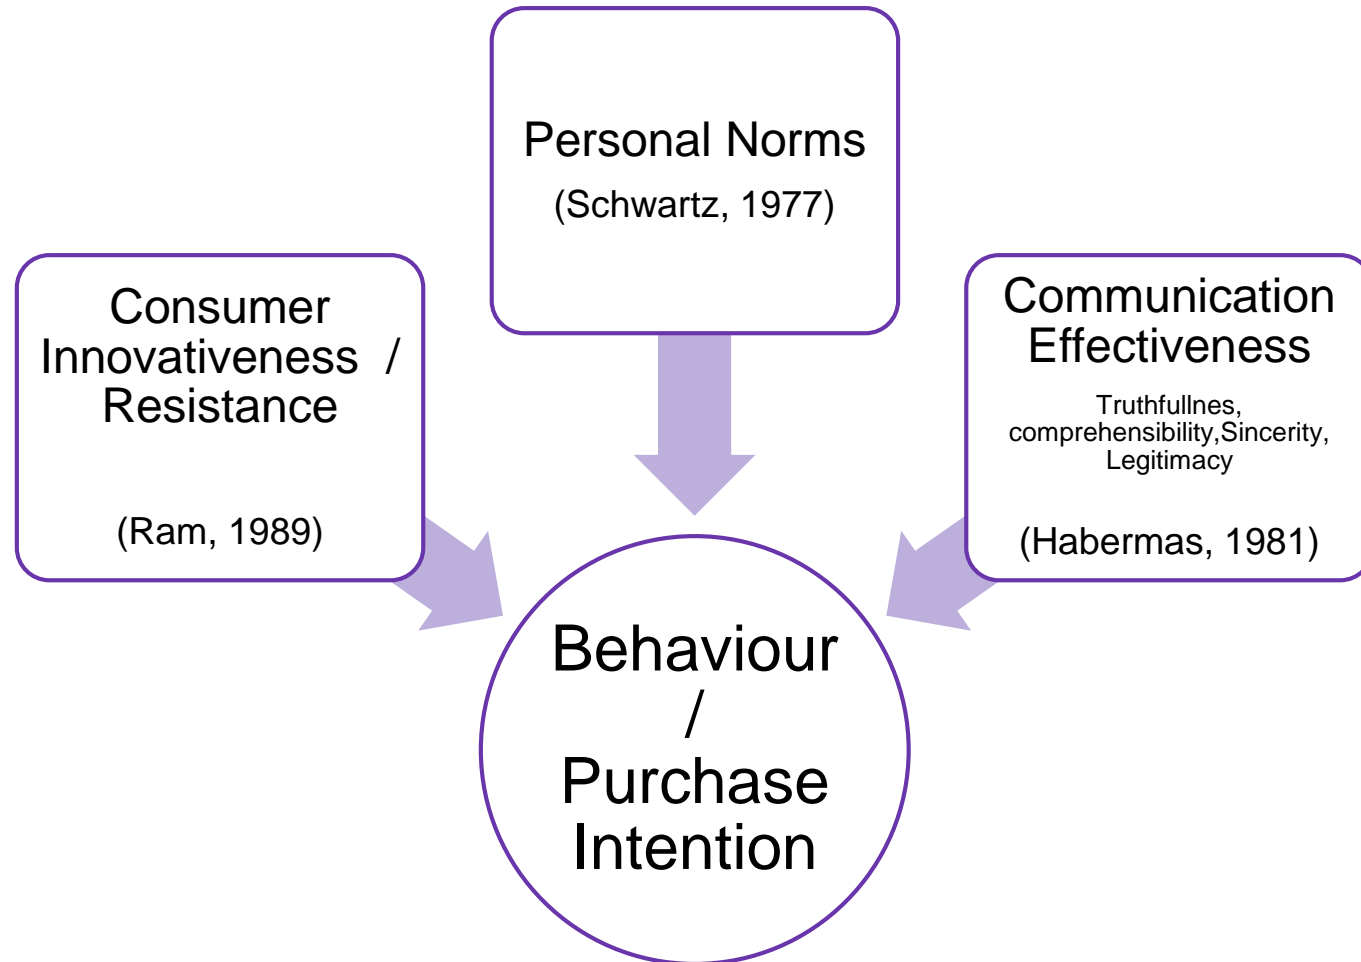 Personal Norms
(Schwartz, 1977)
Consumer
Innovativeness /
Resistance
(Ram, 1989)
Communication
Effectiveness
Truthfullnes,
comprehensibility,Sincerity,
Legitimacy
(Habermas, 1981)
Behaviour
/
Purchase
Intention